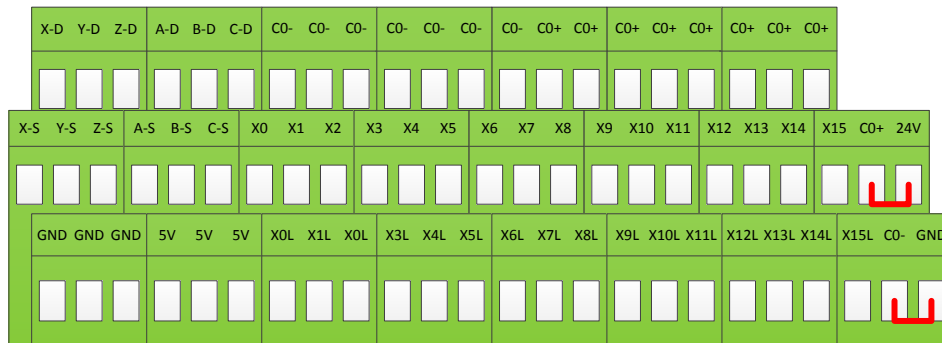 X-D Y-D Z-D A-D B-D C-D C0- C0- C0- C0- C0- C0- C0- C0+ C0+ C0+ C0+ C0+ C0+ C0+ C0+
X-S Y-S Z-S A-S B-S C-S X0 X1 X2 X3 X4 X5 X6 X7 X8 X9 X10 X11 X12 X13 X14 X15 C0+ 24V
GND GND GND 5V 5V 5V X0L X1L X0L X3L X4L X5L X6L X7L X8L X9L X10L X11L X12L X13L X14L X15L C0- GND